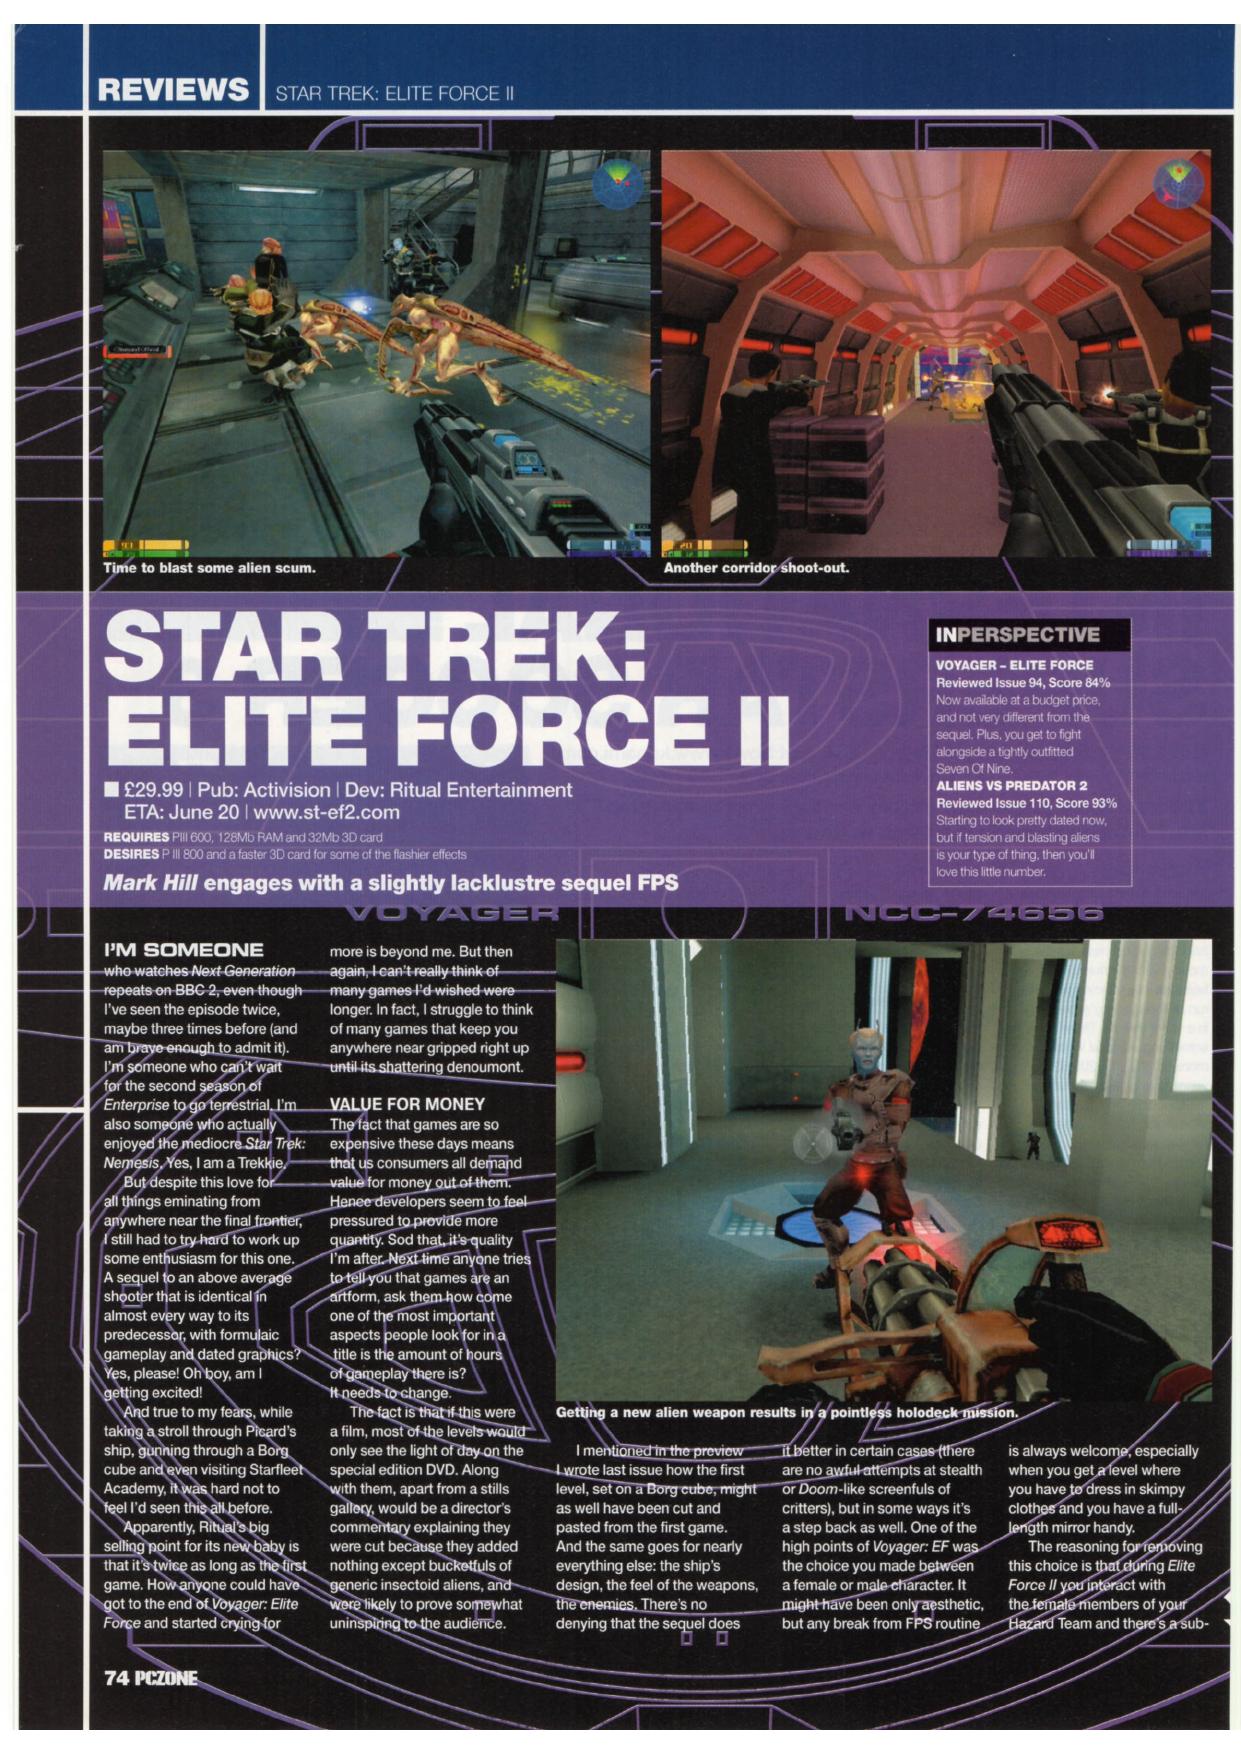 REVIEWS
STAR TREK: ELITE FORCE II
Time to blast some alien scum.
Another corridor shoot-out.
STAR TREK:
ELITE FORCE II
£29.99 | Pub: Activision | Dev: Ritual Entertainment
ETA: June 20 | www.st-ef2.com
REQUIRES PIII 600, 128Mb RAM and 32Mb 3D card
DESIRES P III 800 and a faster 3D card for some of the flashier effects
Mark Hill engages with a slightly lacklustre sequel FPS
INPERSPECTIVE
VOYAGER – ELITE FORCE
Reviewed Issue 94, Score 84%
Now available at a budget price,
and not very different from the
sequel. Plus, you get to fight
alongside a tightly outfitted
Seven Of Nine.
ALIENS VS PREDATOR 2
Reviewed Issue 110, Score 93%
Starting to look pretty dated now,
but if tension and blasting aliens
is your type of thing, then you'll
love this little number.
VOYAGER
NCC-74656
I'M SOMEONE
who watches Next Generation
repeats on BBC 2, even though
I've seen the episode twice,
maybe three times before (and
am brave enough to admit it).
I'm someone who can't wait
for the second season of
Enterprise to go terrestrial. I'm
also someone who actually
enjoyed the mediocre Star Trek:
Nemesis. Yes, I am a Trekkie.
But despite this love for
all things eminating from
anywhere near the final frontier,
I still had to try hard to work up
some enthusiasm for this one.
A sequel to an above average
shooter that is identical in
almost every way to its
predecessor, with formulaic
gameplay and dated graphics?
Yes, please! Oh boy, am I
getting excited!
And true to my fears, while
taking a stroll through Picard's
ship, gunning through a Borg
cube and even visiting Starfleet
Academy, it was hard not to
feel I'd seen this all before.
Apparently, Ritual's big
selling point for its new baby is
that it's twice as long as the first
game. How anyone could have
got to the end of Voyager: Elite
Force and started crying for
more is beyond me. But then
again, I can't really think of
many games I'd wished were
longer. In fact, I struggle to think
of many games that keep you
anywhere near gripped right up
until its shattering denoumont.
VALUE FOR MONEY
The fact that games are so
expensive these days means
that us consumers all demand
value for money out of them.
Hence developers seem to feel
pressured to provide more
quantity. Sod that, it's quality
I'm after. Next time anyone tries
to tell you that games are an
artform, ask them how come
one of the most important
aspects people look for in a
title is the amount of hours
of gameplay there is?
It needs to change.
The fact is that if this were
a film, most of the levels would
only see the light of day on the
special edition DVD. Along
with them, apart from a stills
gallery, would be a director's
commentary explaining they
were cut because they added
nothing except bucketfuls of
generic insectoid aliens, and
were likely to prove somewhat
uninspiring to the audience.
Getting a new alien weapon results in a pointless holodeck mission.
I mentioned in the preview
I wrote last issue how the first
level, set on a Borg cube, might
as well have been cut and
pasted from the first game.
And the same goes for nearly
everything else: the ship's
design, the feel of the weapons,
the enemies. There's no
denying that the sequel does
it better in certain cases (there
are no awful attempts at stealth
or Doom-like screenfuls of
critters), but in some ways it's
a step back as well. One of the
high points of Voyager: EF was
the choice you made between
a female or male character. It
might have been only aesthetic,
but any break from FPS routine
is always welcome, especially
when you get a level where
you have to dress in skimpy
clothes and you have a full-
length mirror handy.
The reasoning for removing
this choice is that during Elite
Force II you interact with
the female members of your
Hazard Team and there's a sub-
74 PCZONE